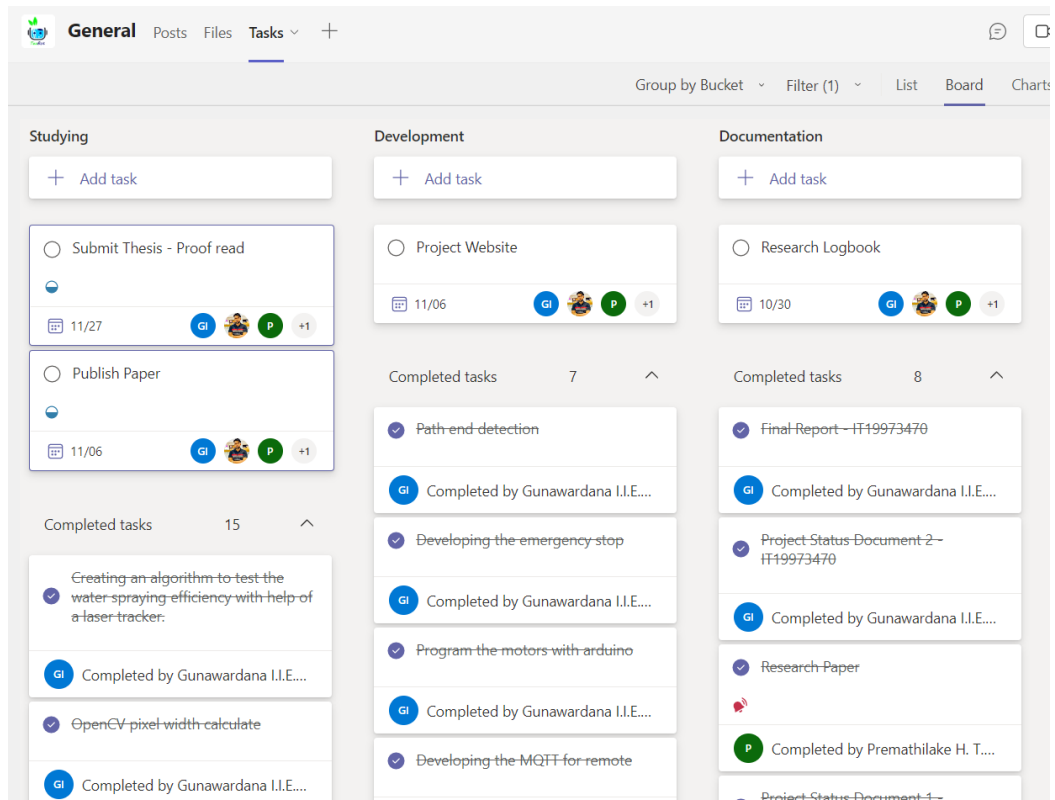 General Posts Files Tasks
Group by Bucket Filter (1) List Board Charts
Studying
Add task
Submit Thesis - Proof read
11/27 GI P +1
Publish Paper
11/06 GI P +1
Completed tasks 15
Creating an algorithm to test the
water spraying efficiency with help of
a laser tracker.
GI Completed by Gunawardana I.I.E....
OpenCV pixel width calculate
GI Completed by Gunawardana I.I.E....
Development
Add task
Project Website
11/06 GI P +1
Completed tasks 7
Path end detection
GI Completed by Gunawardana I.I.E....
Developing the emergency stop
GI Completed by Gunawardana I.I.E....
Program the motors with arduino
GI Completed by Gunawardana I.I.E....
Developing the MQTT for remote
Documentation
Add task
Research Logbook
10/30 GI P +1
Completed tasks 8
Final Report - IT19973470
GI Completed by Gunawardana I.I.E....
Project Status Document 2 -
IT19973470
GI Completed by Gunawardana I.I.E....
Research Paper
P Completed by Premathilake H. T....
Project Status Document 1 -